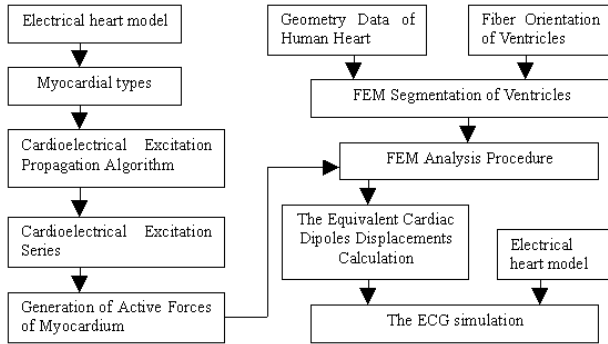 Electrical heart model
Myocardial types
Cardioelectrical Excitation
Propagation Algorithm
Cardioelectrical Excitation
Series
Generation of Active Forces
of Myocardium
Geometry Data of
Human Heart
Fiber Orientation
of Ventricles
FEM Segmentation of Ventricles
FEM Analysis Procedure
The Equivalent Cardiac
Dipoles Displacements
Calculation
Electrical
heart model
The ECG simulation